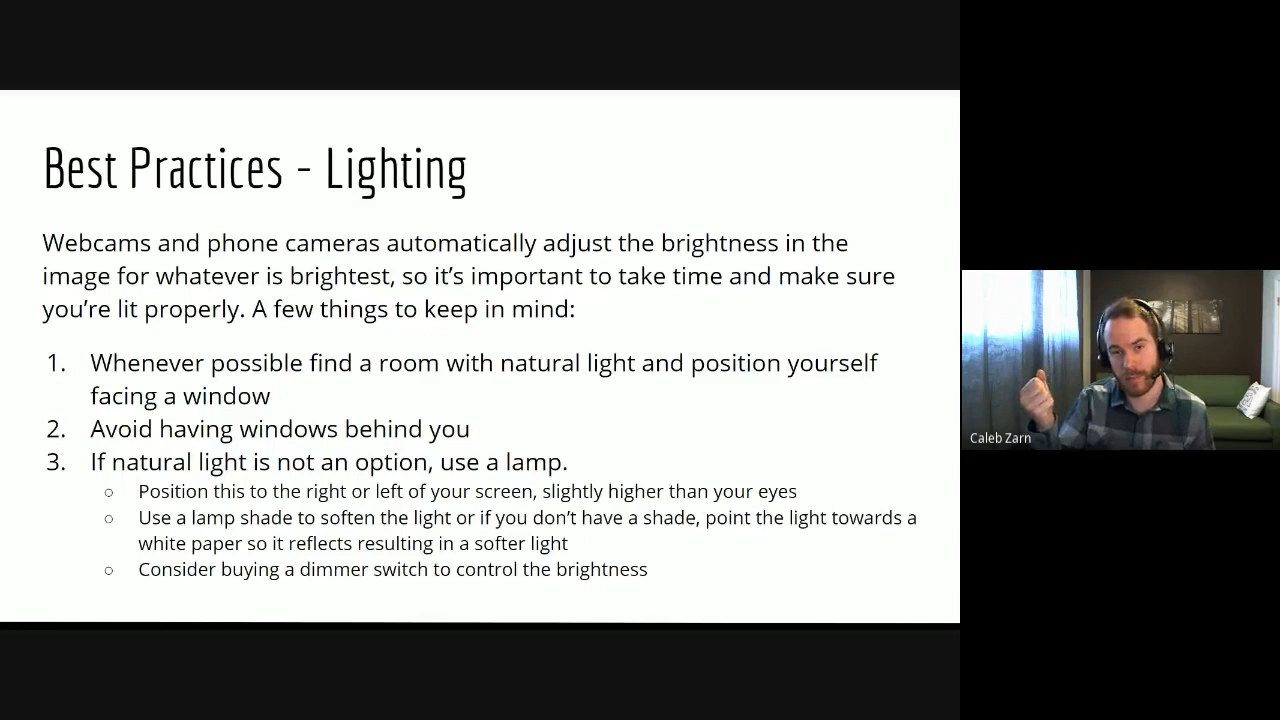 Best Practices - Lighting
Webcams and phone cameras automatically adjust the brightness in the
image for whatever is brightest, so it's important to take time and make sure
you're lit properly. A few things to keep in mind:
1. Whenever possible find a room with natural light and position yourself
facing a window
2. Avoid having windows behind you
3. If natural light is not an option, use a lamp.
○ Position this to the right or left of your screen, slightly higher than your eyes
○ Use a lamp shade to soften the light or if you don't have a shade, point the light towards a
white paper so it reflects resulting in a softer light
○ Consider buying a dimmer switch to control the brightness
Caleb Zarn